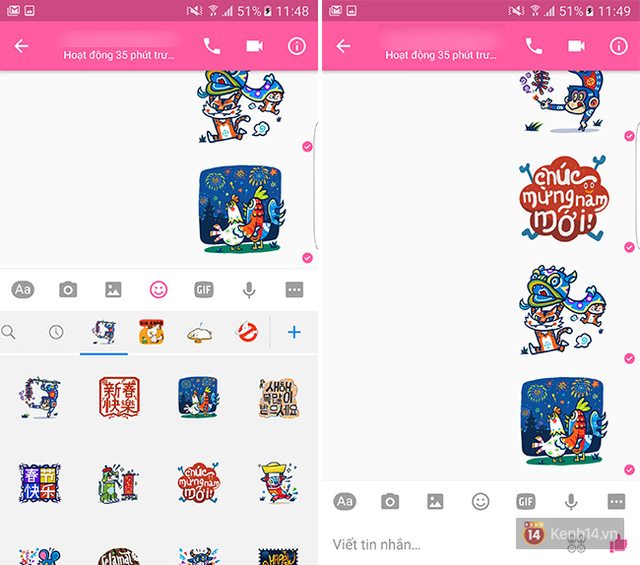 51% 11:48
Hoạt động 35 phút trư...
Aa
GIF
新春
快樂
새해
복 많이
받으세요
春节
快乐
chúc
mừng năm
mới!
51% 11:49
Hoạt động 35 phút trư...
chúc
mừng năm
mới!
Aa
GIF
14 Kenh14.vn
Viết tin nhắn...